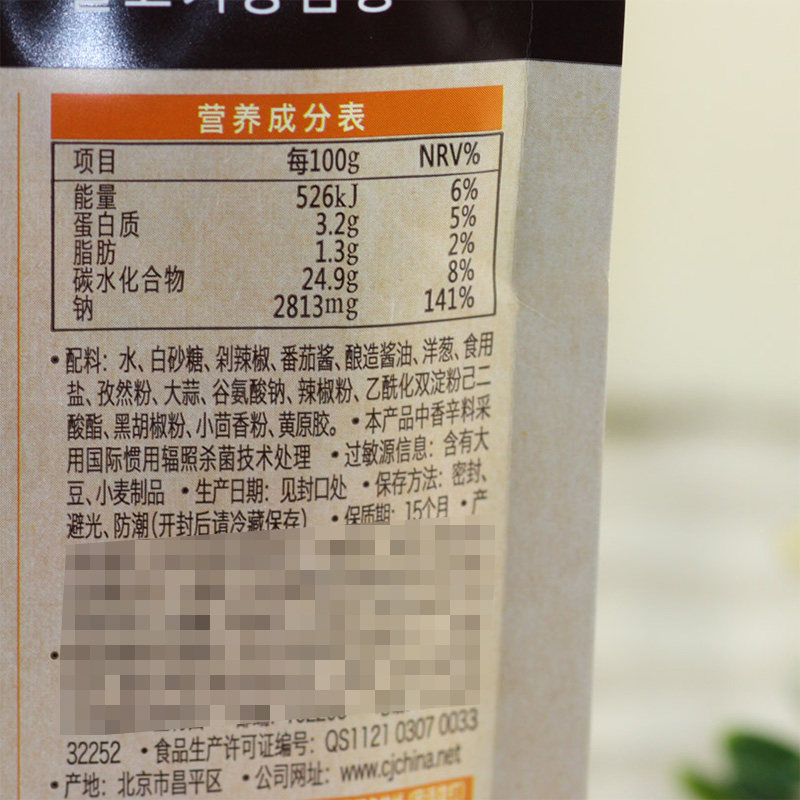 营养成分表
项目 每100g NRV%
能量 526kJ 6%
蛋白质 3.2g 5%
脂肪 1.3g 2%
碳水化合物 24.9g 8%
钠 2813mg 141%
•配料：水、白砂糖、剁辣椒、番茄酱、酿造酱油、洋葱、食用
盐、孜然粉、大蒜、谷氨酸钠、辣椒粉、乙酰化双淀粉己二
酸酯、黑胡椒粉、小茴香粉、黄原胶。•本产品中香辛料采
用国际惯用辐照杀菌技术处理 •过敏源信息：含有大
豆、小麦制品 •生产日期：见封口处 •保存方法：密封、
避光、防潮（开封后请冷藏保存） •保质期：15个月 •产
32252 •食品生产许可证编号：QS1121 0307 0033
•产地：北京市昌平区 •公司网址：www.cjchina.net